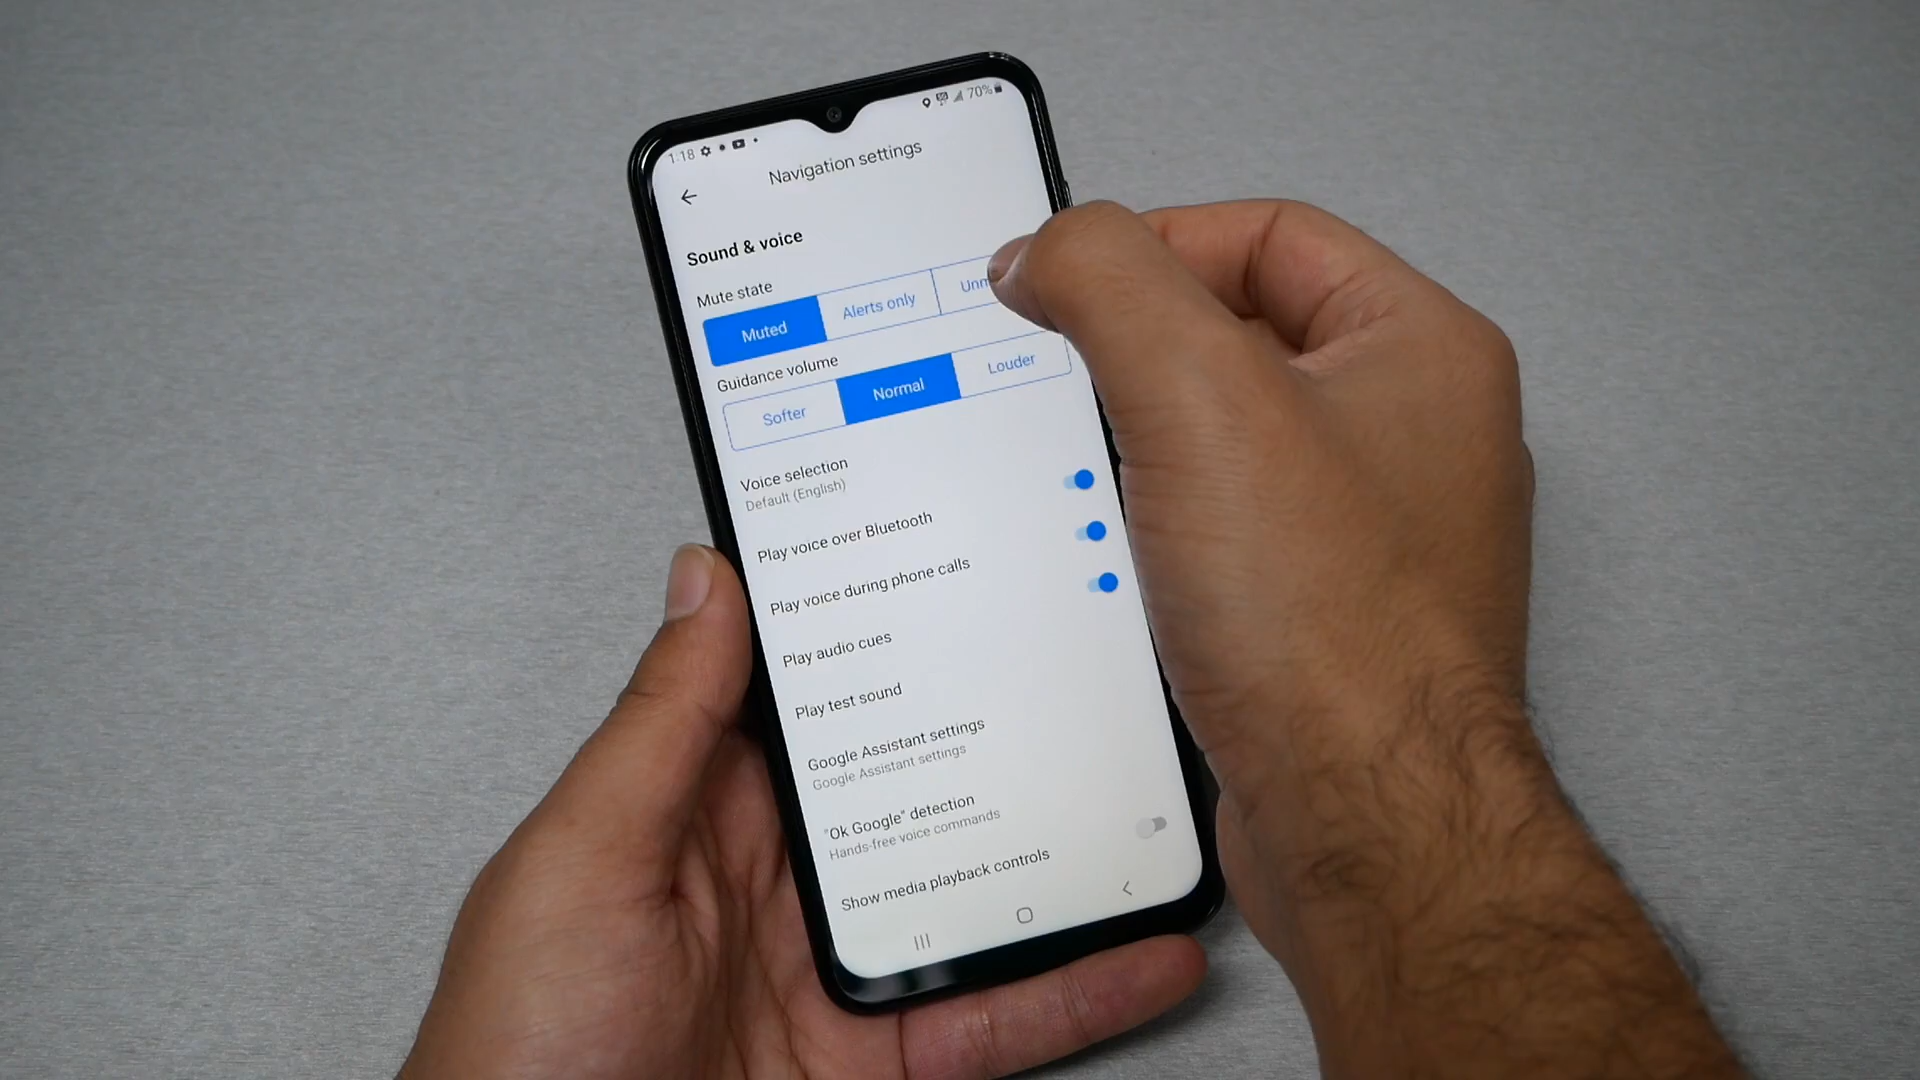 1:18
70%
Navigation settings
Sound & voice
Mute state
Muted
Alerts only
Unm
Guidance volume
Softer
Normal
Louder
Voice selection
Default (English)
Play voice over Bluetooth
Play voice during phone calls
Play audio cues
Play test sound
Google Assistant settings
Google Assistant settings
"Ok Google" detection
Hands-free voice commands
Show media playback controls